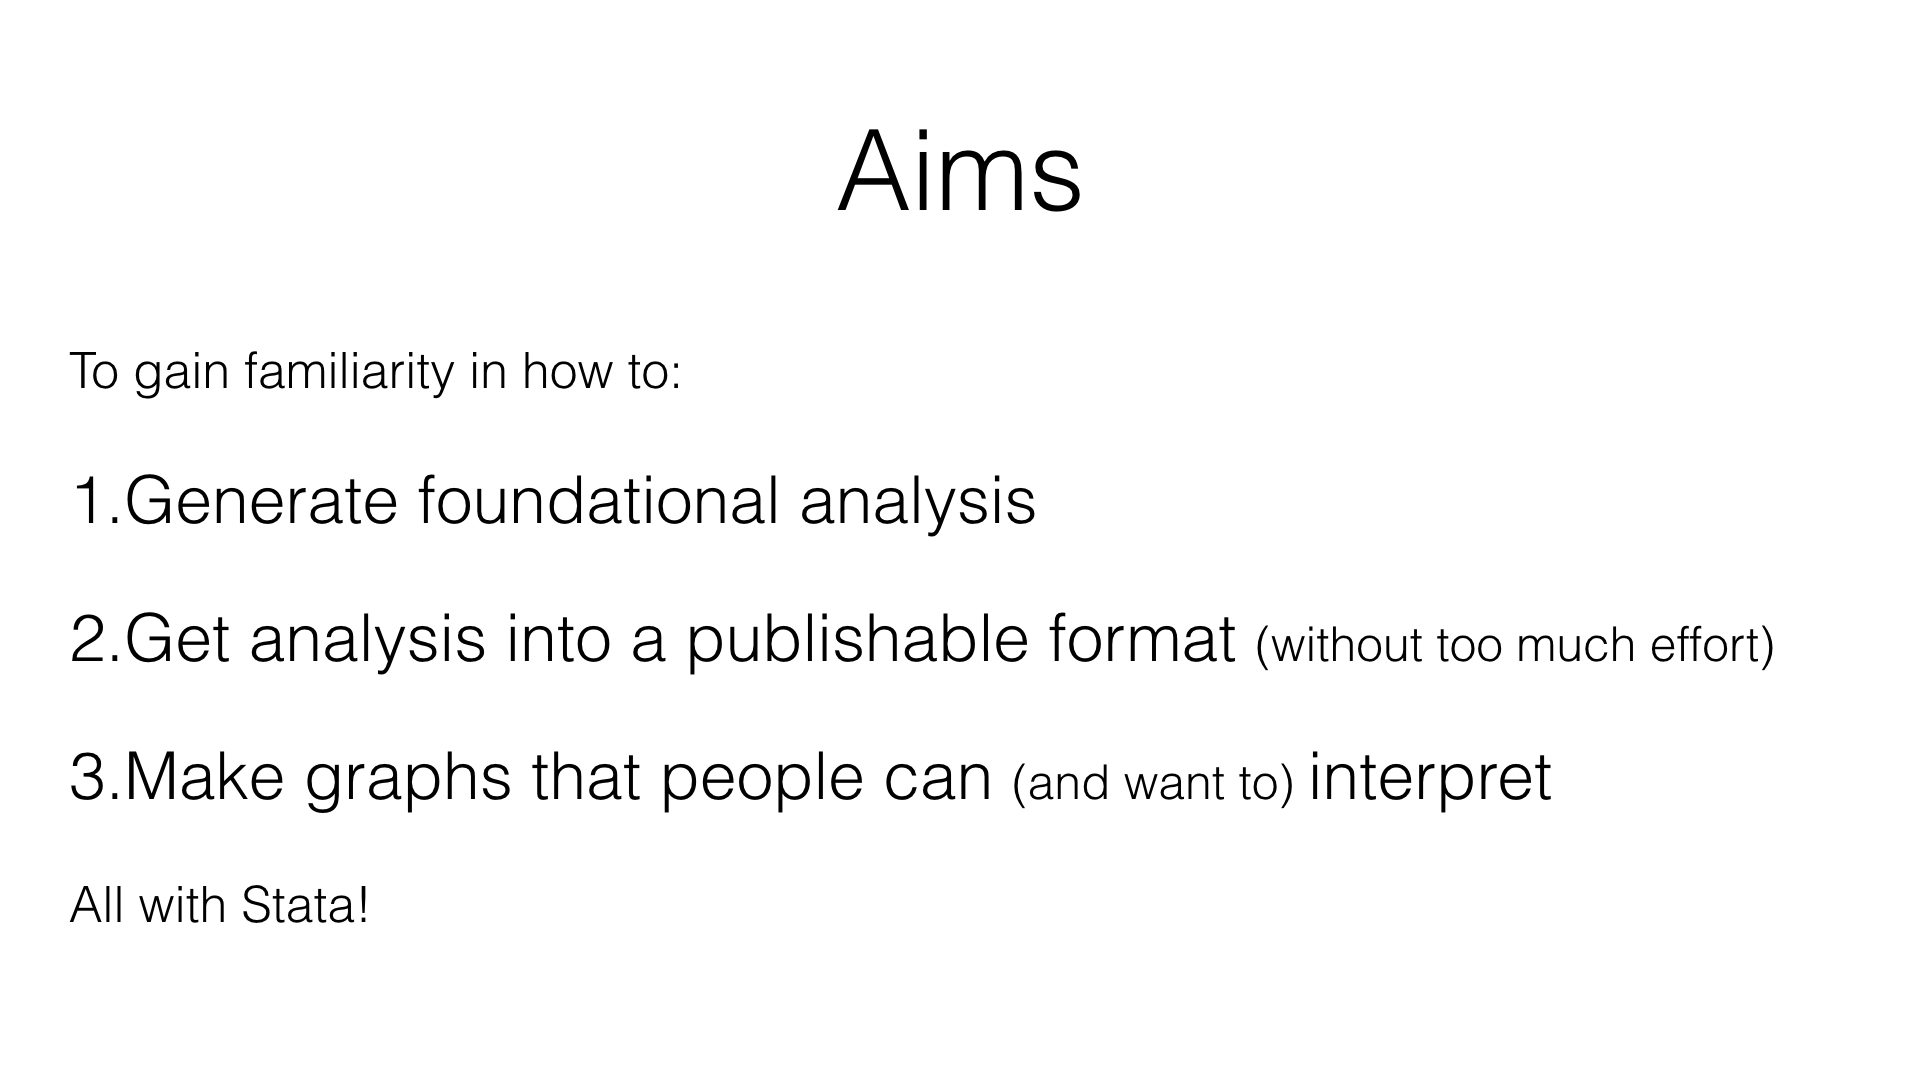 Aims
To gain familiarity in how to:
1.Generate foundational analysis
2.Get analysis into a publishable format (without too much effort)
3.Make graphs that people can (and want to) interpret
All with Stata!